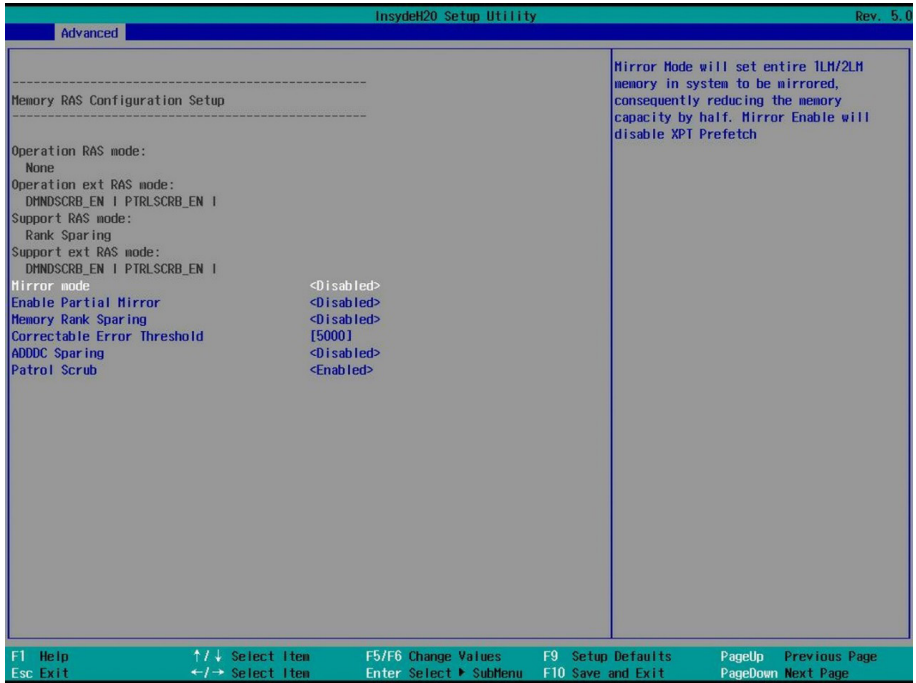 InsydeH20 Setup Utility Rev. 5.0
Advanced
Memory RAS Configuration Setup
Operation RAS mode:
None
Operation ext RAS mode:
DMNDSCRB_EN | PTRLSCRB_EN |
Support RAS mode:
Rank Sparing
Support ext RAS mode:
DMNDSCRB_EN | PTRLSCRB_EN |
Mirror mode <Disabled>
Enable Partial Mirror <Disabled>
Memory Rank Sparing <Disabled>
Correctable Error Threshold [5000]
ADDDC Sparing <Disabled>
Patrol Scrub <Enabled>
Mirror Mode will set entire 1LM/2LM
memory in system to be mirrored,
consequently reducing the memory
capacity by half. Mirror Enable will
disable XPT Prefetch
F1 Help ↑/↓ Select Item F5/F6 Change Values F9 Setup Defaults PageUp Previous Page
Esc Exit ←/→ Select Item Enter Select ▶ SubMenu F10 Save and Exit PageDown Next Page